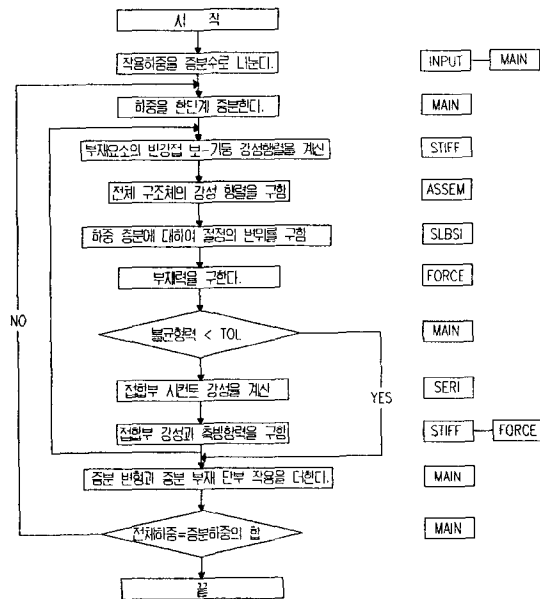 시 작
작용하중을 증분수로 나눈다.
INPUT MAIN
하중을 한단계 증분한다.
MAIN
부재요소의 반강접 보-기둥 강성행렬을 계산
STIFF
전체 구조체의 강성 행렬을 구함
ASSEM
하중 증분에 대하여 절점의 변위를 구함
SLBSI
부재력을 구한다.
FORCE
NO
불균형력 < TOL
MAIN
YES
접합부 시컨트 강성을 계산
SERI
접합부 강성과 축방향력을 구함
STIFF FORCE
증분 변형과 증분 부재 단부 작용을 더한다.
MAIN
전체하중=증분하중의 합
MAIN
끝